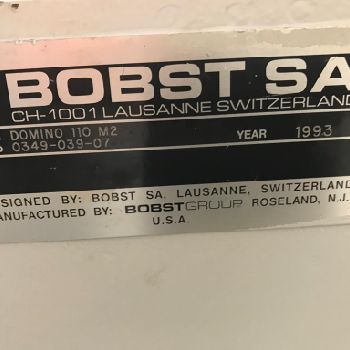 BOBST SA
CH-1001 LAUSANNE SWITZERLAND
DOMINO 110 M2 YEAR 1993
0349-039-07
SIGNED BY: BOBST SA, LAUSANNE, SWITZERLAND
ANUFACTURED BY: BOBSTGROUP ROSELAND, N.J.
U.S.A.